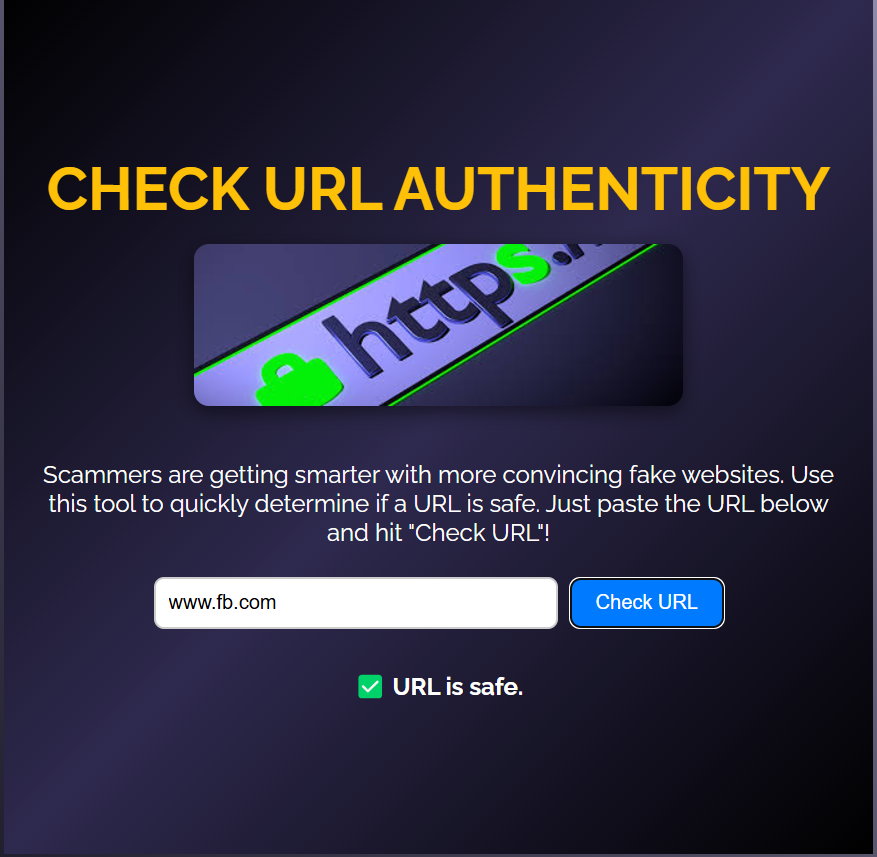 CHECK URL AUTHENTICITY
https.
Scammers are getting smarter with more convincing fake websites. Use
this tool to quickly determine if a URL is safe. Just paste the URL below
and hit "Check URL"!
www.fb.com
Check URL
URL is safe.